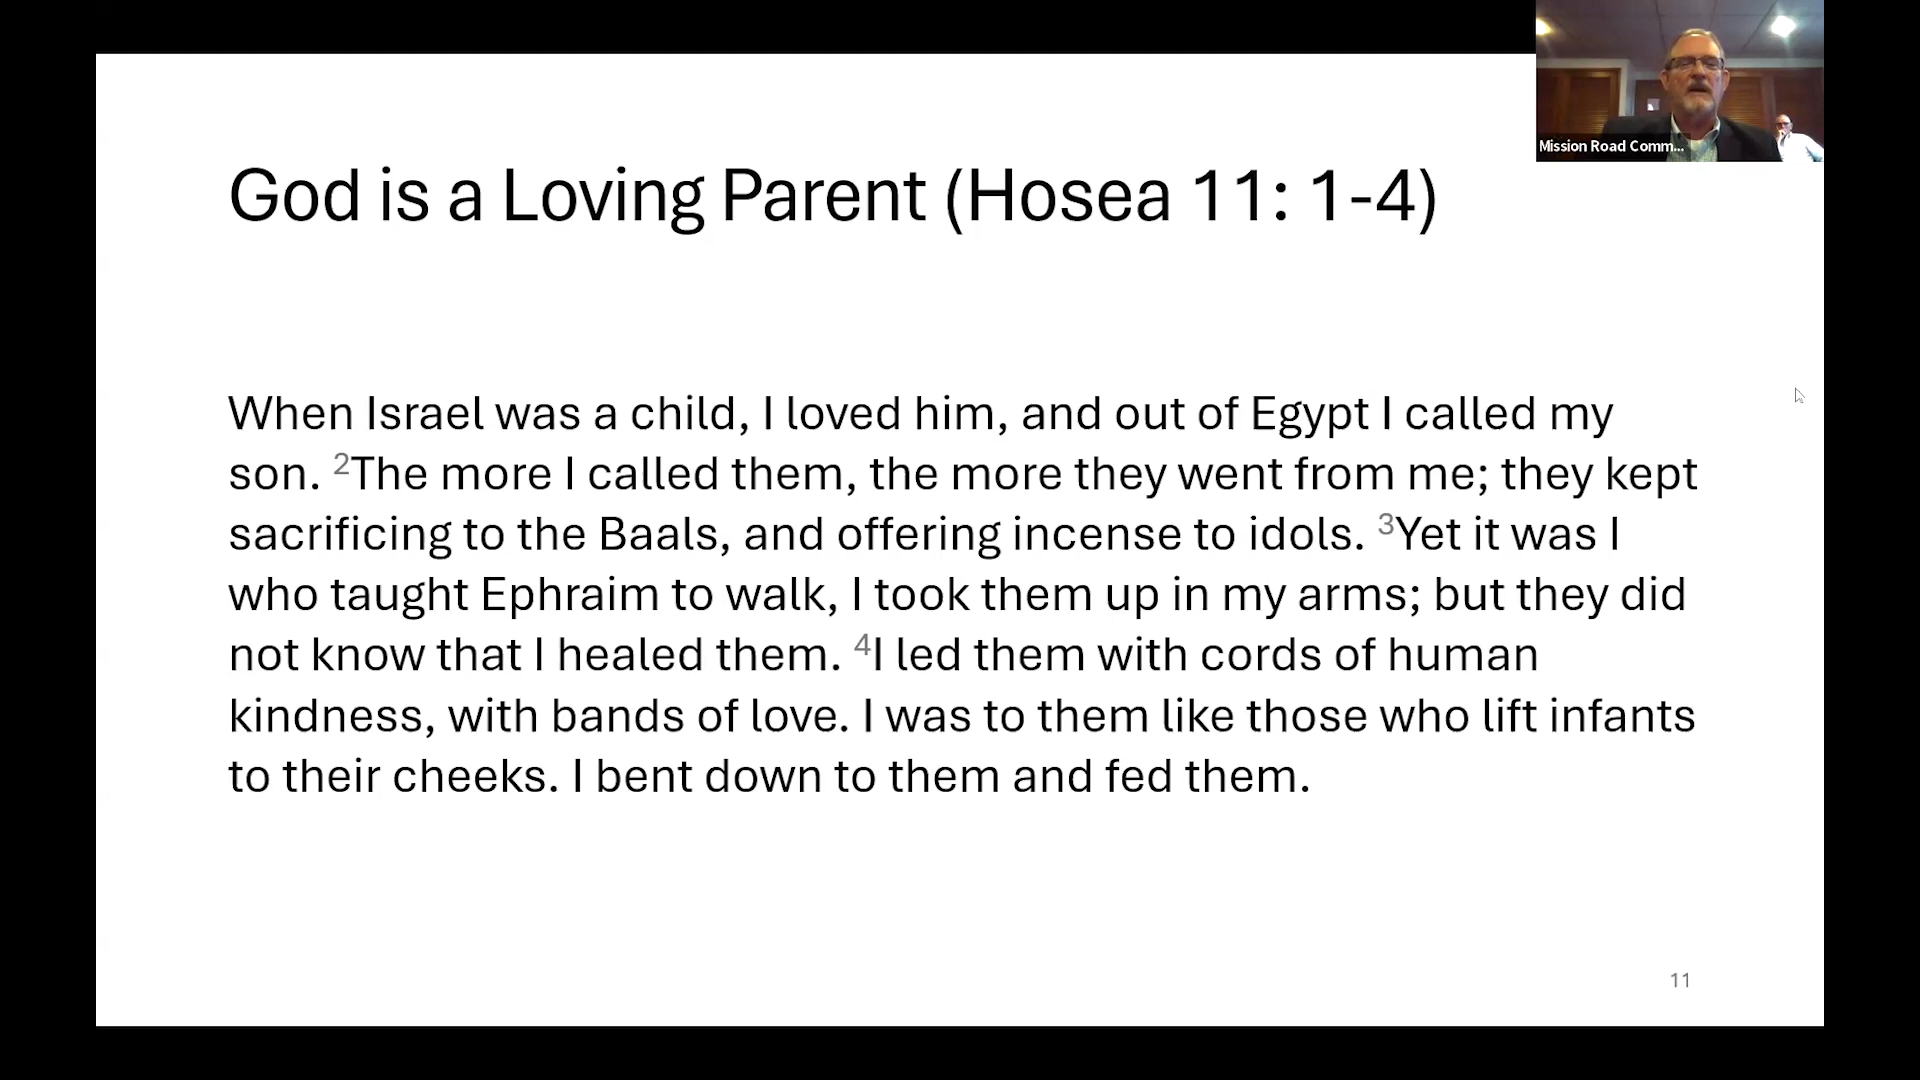 Mission Road Comm...
God is a Loving Parent (Hosea 11: 1-4)
When Israel was a child, I loved him, and out of Egypt I called my
son. ²The more I called them, the more they went from me; they kept
sacrificing to the Baals, and offering incense to idols. ³Yet it was I
who taught Ephraim to walk, I took them up in my arms; but they did
not know that I healed them. ⁴I led them with cords of human
kindness, with bands of love. I was to them like those who lift infants
to their cheeks. I bent down to them and fed them.
11